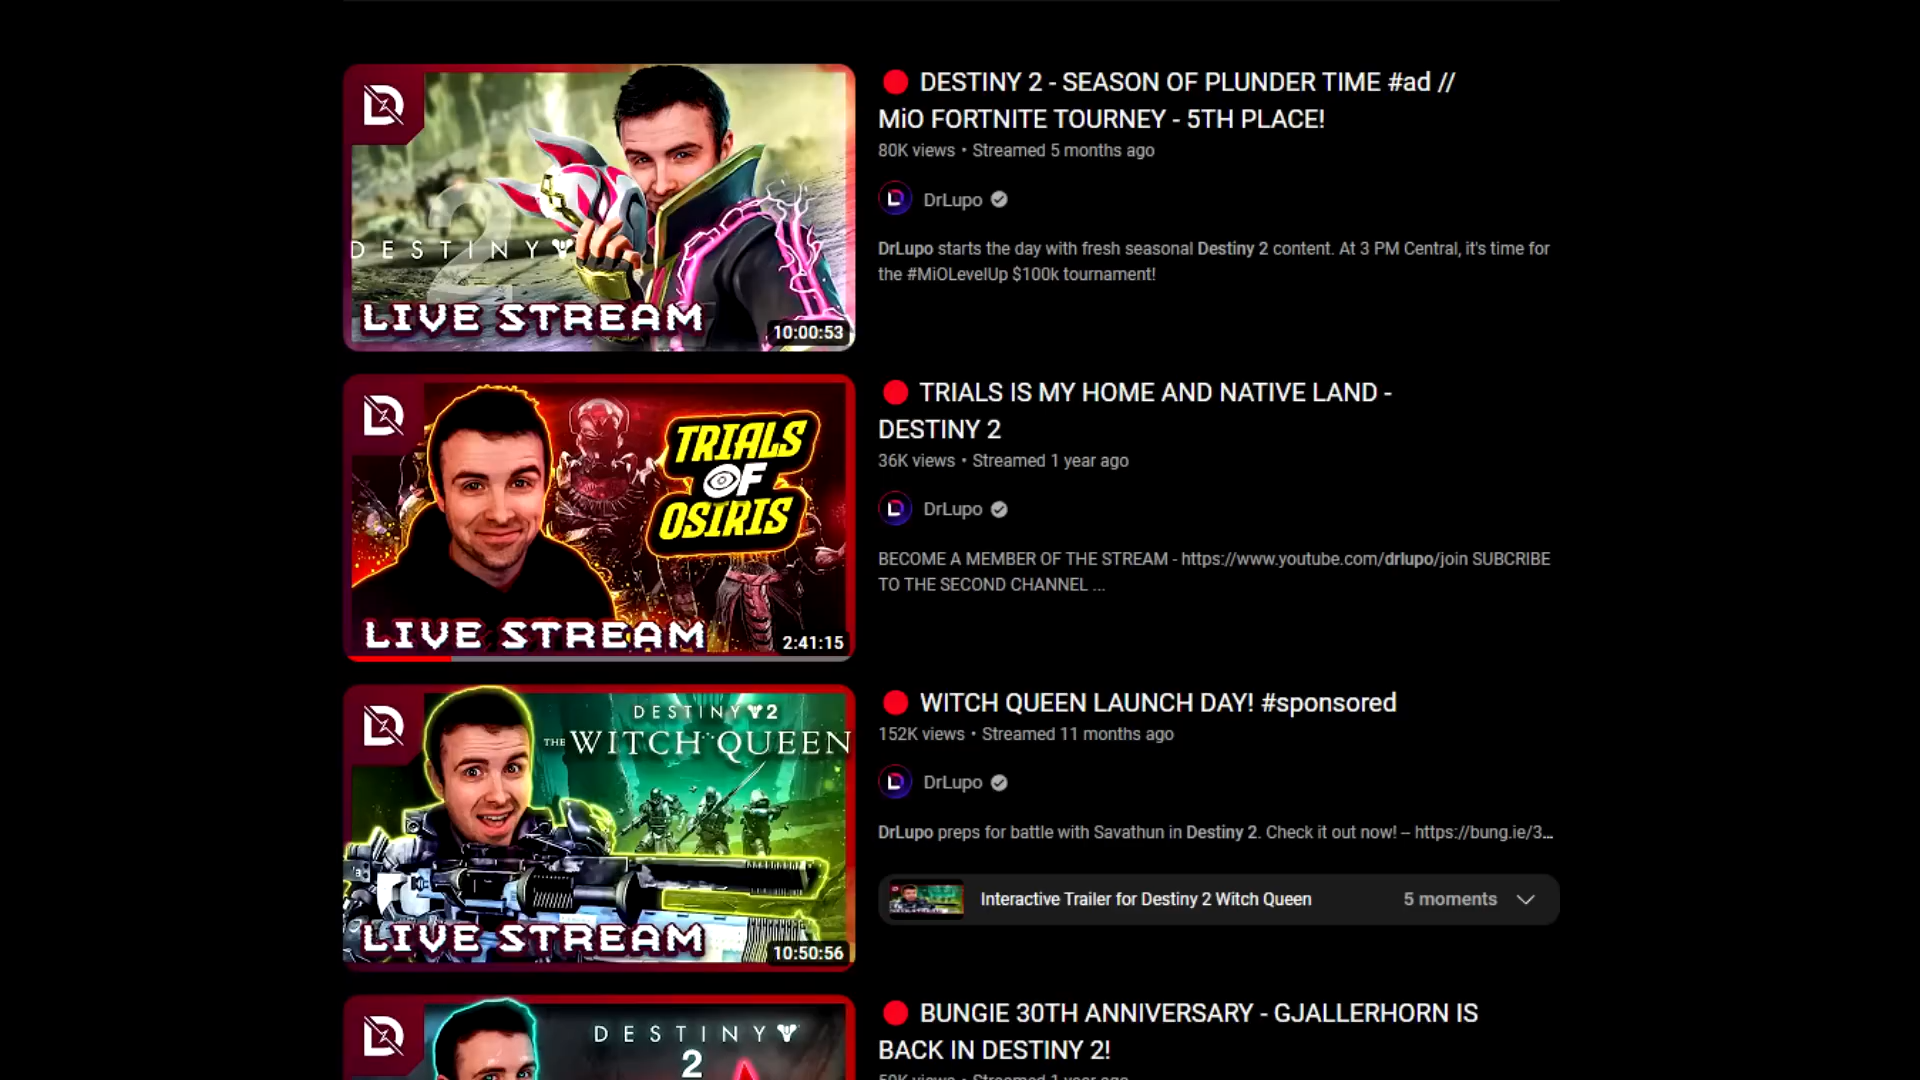 DESTINY 2
LIVE STREAM
10:00:53
DESTINY 2 - SEASON OF PLUNDER TIME #ad //
MiO FORTNITE TOURNEY - 5TH PLACE!
80K views • Streamed 5 months ago
DrLupo
DrLupo starts the day with fresh seasonal Destiny 2 content. At 3 PM Central, it's time for
the #MiOLevelUp $100k tournament!
TRIALS
OF
OSIRIS
LIVE STREAM
2:41:15
TRIALS IS MY HOME AND NATIVE LAND -
DESTINY 2
36K views • Streamed 1 year ago
DrLupo
BECOME A MEMBER OF THE STREAM - https://www.youtube.com/drlupo/join SUBCRIBE
TO THE SECOND CHANNEL ...
DESTINY 2
THE WITCH QUEEN
LIVE STREAM
10:50:56
WITCH QUEEN LAUNCH DAY! #sponsored
152K views • Streamed 11 months ago
DrLupo
DrLupo preps for battle with Savathun in Destiny 2. Check it out now! – https://bung.ie/3...
Interactive Trailer for Destiny 2 Witch Queen
5 moments
DESTINY
2
BUNGIE 30TH ANNIVERSARY - GJALLERHORN IS
BACK IN DESTINY 2!